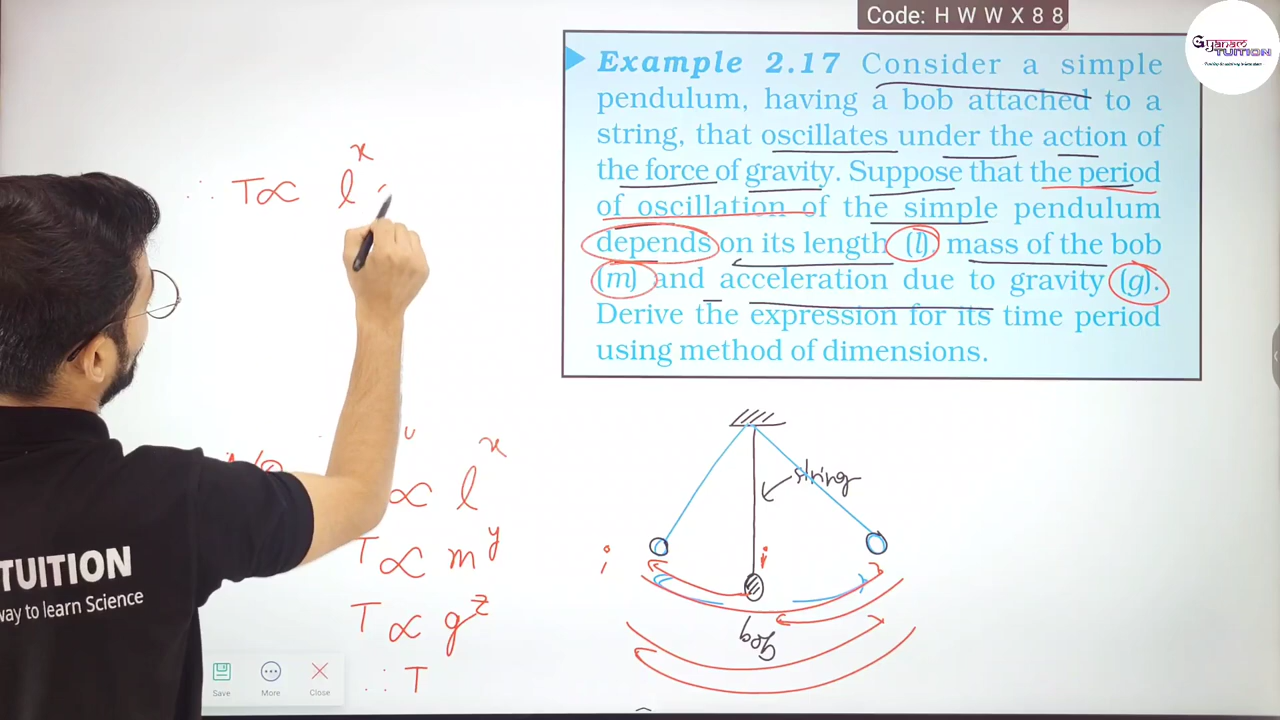 Code: H W W X 8 8
Gyanam
TUITION
Example 2.17 Consider a simple
pendulum, having a bob attached to a
string, that oscillates under the action of
the force of gravity. Suppose that the period
of oscillation of the simple pendulum
depends on its length (l), mass of the bob
(m) and acceleration due to gravity (g).
Derive the expression for its time period
using method of dimensions.
∴ T ∝ l^x
∝ l^x
T ∝ m^y
T ∝ g^z
∴ T
string
bob
TUITION
way to learn Science
Save
More
Close